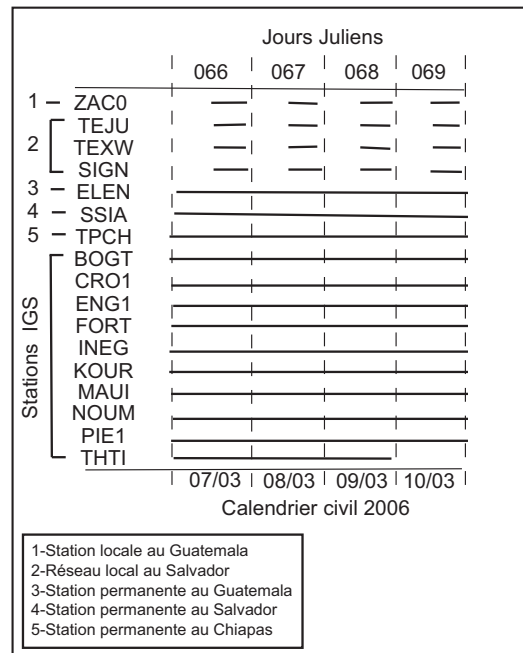 Jours Juliens
066 067 068 069
1 ZAC0
TEJU
2 TEXW
SIGN
3 ELEN
4 SSIA
5 TPCH
Stations IGS
BOGT
CRO1
ENG1
FORT
INEG
KOUR
MAUI
NOUM
PIE1
THTI
07/03 08/03 09/03 10/03
Calendrier civil 2006
1-Station locale au Guatemala
2-Réseau local au Salvador
3-Station permanente au Guatemala
4-Station permanente au Salvador
5-Station permanente au Chiapas